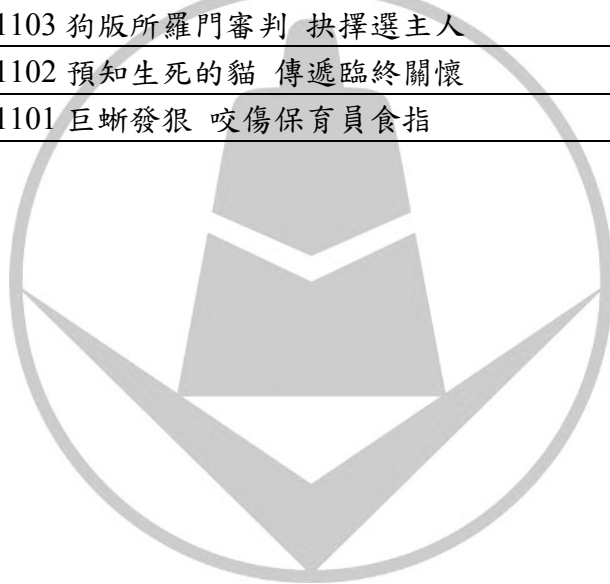 1103 狗版所羅門審判 抉擇選主人
1102 預知生死的貓 傳遞臨終關懷
1101 巨蜥發狠 咬傷保育員食指